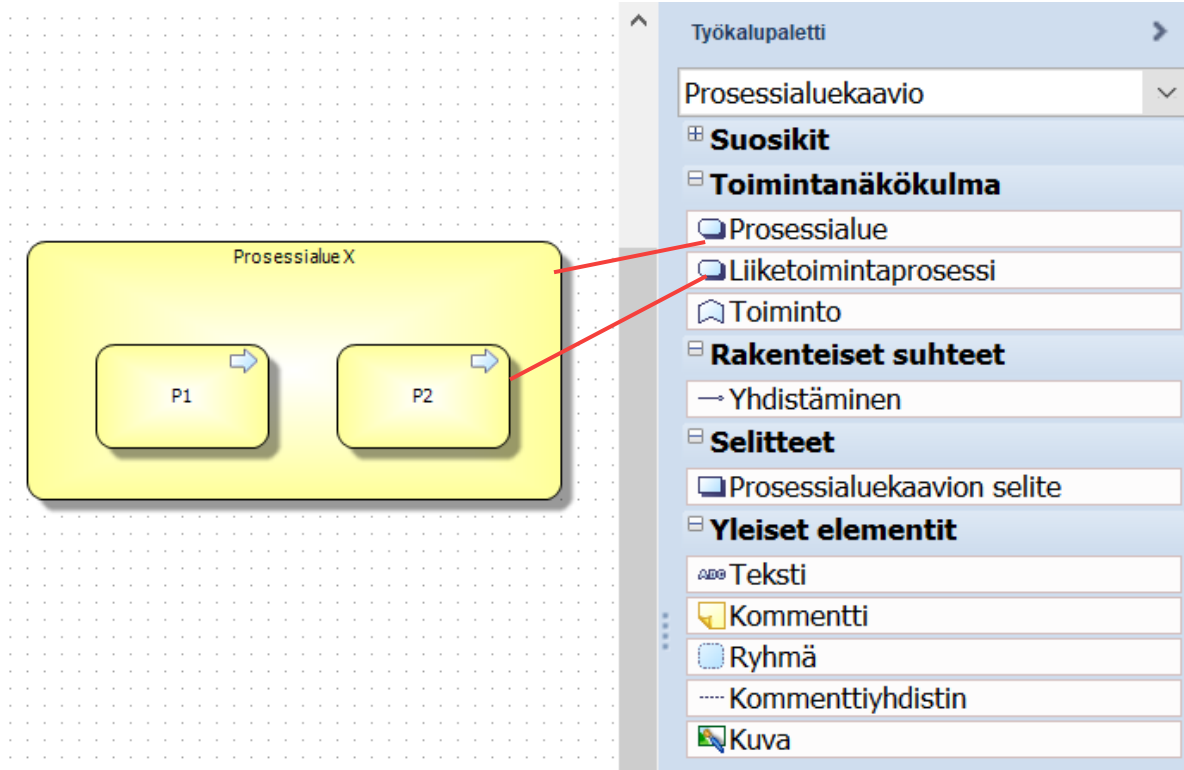 Prosessialue X
P1
P2
Työkalupaletti
Prosessialuekaavio
Suosikit
Toimintanäkökulma
Prosessialue
Liiketoimintaprosessi
Toiminto
Rakenteiset suhteet
Yhdistäminen
Selitteet
Prosessialuekaavion selite
Yleiset elementit
ABC Teksti
Kommentti
Ryhmä
Kommenttiyhdistin
Kuva